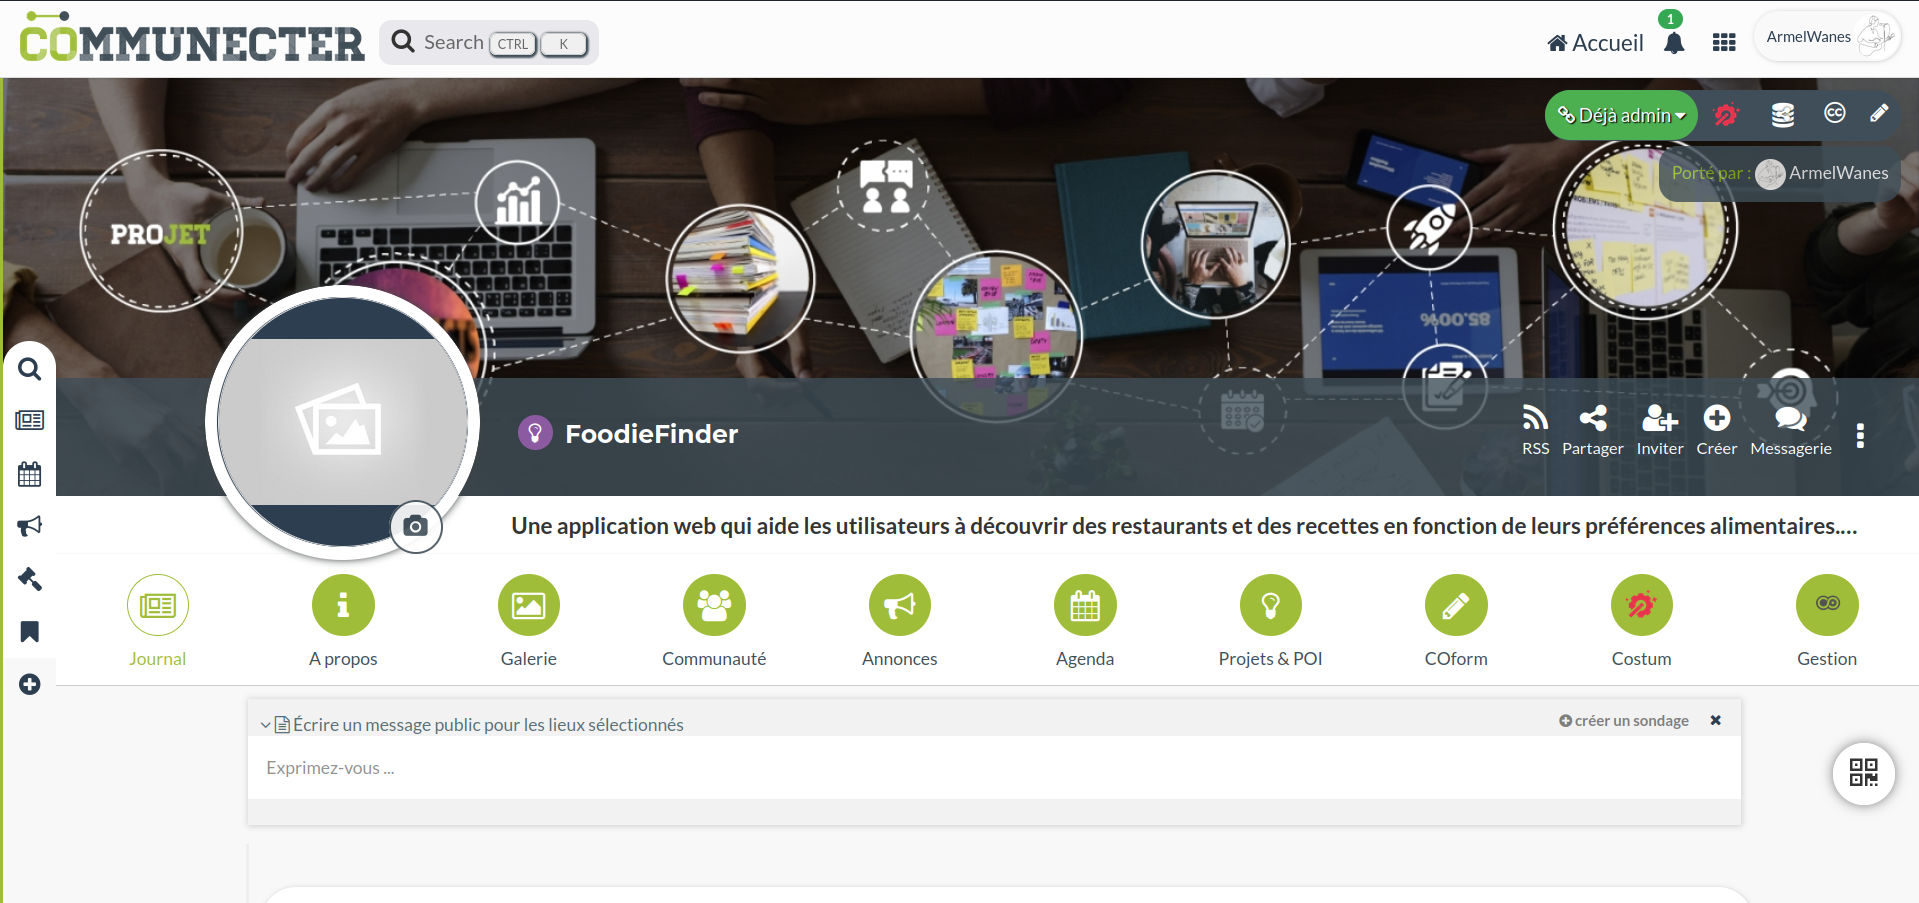 COMMUNECTER
Search CTRL K
Accueil
1
ArmelWanes
Déjà admin
Porté par : ArmelWanes
PROJET
85.00%
FoodieFinder
RSS Partager Inviter Créer Messagerie
Une application web qui aide les utilisateurs à découvrir des restaurants et des recettes en fonction de leurs préférences alimentaires....
Journal A propos Galerie Communauté Annonces Agenda Projets & POI COform Costum Gestion
Écrire un message public pour les lieux sélectionnés
créer un sondage
Exprimez-vous ...